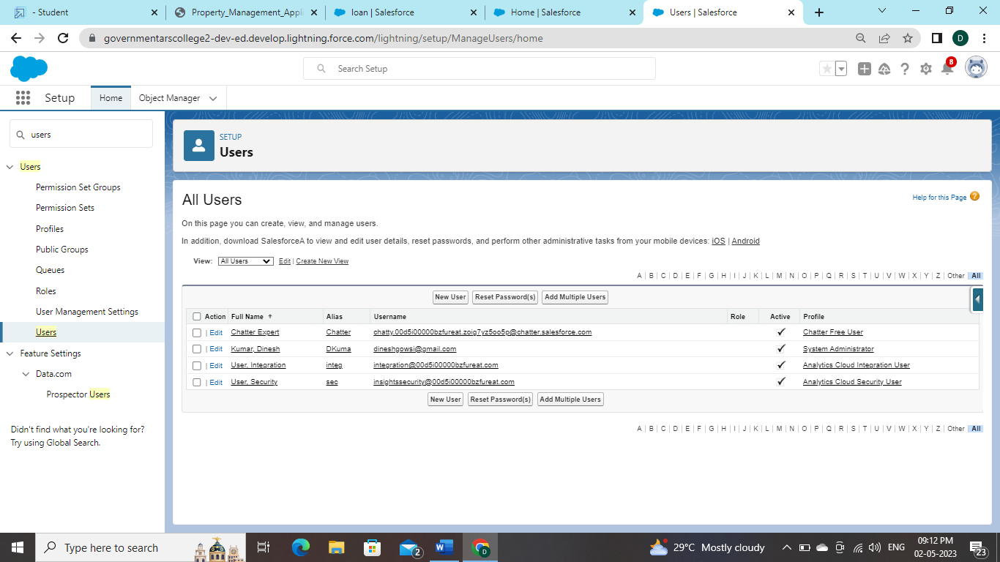 - Student
Property_Management_Appli
loan | Salesforce
Home | Salesforce
Users | Salesforce
governmentarscollege2-dev-ed.develop.lightning.force.com/lightning/setup/ManageUsers/home
D
Search Setup
8
Setup
Home
Object Manager
users
Users
Permission Set Groups
Permission Sets
Profiles
Public Groups
Queues
Roles
User Management Settings
Users
Feature Settings
Data.com
Prospector Users
Didn't find what you're looking for?
Try using Global Search.
SETUP
Users
All Users
Help for this Page ?
On this page you can create, view, and manage users.
In addition, download SalesforceA to view and edit user details, reset passwords, and perform other administrative tasks from your mobile devices: iOS | Android
View: All Users Edit | Create New View
A | B | C | D | E | F | G | H | I | J | K | L | M | N | O | P | Q | R | S | T | U | V | W | X | Y | Z | Other All
New User Reset Password(s) Add Multiple Users
Action Full Name ↑ Alias Username Role Active Profile
| Edit Chatter Expert Chatter chatty.00d5i00000bzfureat.zoig7yz5oo5p@chatter.salesforce.com ✓ Chatter Free User
| Edit Kumar, Dinesh DKuma dineshgowsi@gmail.com ✓ System Administrator
| Edit User, Integration integ integration@00d5i00000bzfureat.com ✓ Analytics Cloud Integration User
| Edit User, Security sec insightssecurity@00d5i00000bzfureat.com ✓ Analytics Cloud Security User
New User Reset Password(s) Add Multiple Users
A | B | C | D | E | F | G | H | I | J | K | L | M | N | O | P | Q | R | S | T | U | V | W | X | Y | Z | Other All
Type here to search
2
W
D
29°C Mostly cloudy
ENG
09:12 PM
02-05-2023
23